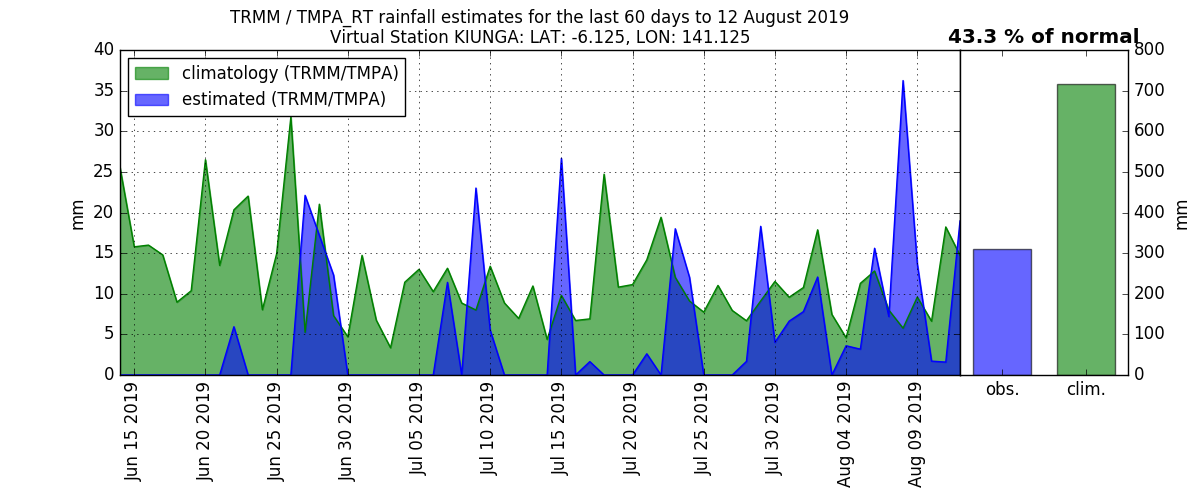 TRMM / TMPA_RT rainfall estimates for the last 60 days to 12 August 2019
Virtual Station KIUNGA: LAT: -6.125, LON: 141.125
43.3 % of normal
climatology (TRMM/TMPA)
estimated (TRMM/TMPA)
40
35
30
25
20
15
10
5
0
mm
800
700
600
500
400
300
200
100
0
mm
Jun 15 2019
Jun 20 2019
Jun 25 2019
Jun 30 2019
Jul 05 2019
Jul 10 2019
Jul 15 2019
Jul 20 2019
Jul 25 2019
Jul 30 2019
Aug 04 2019
Aug 09 2019
obs.
clim.